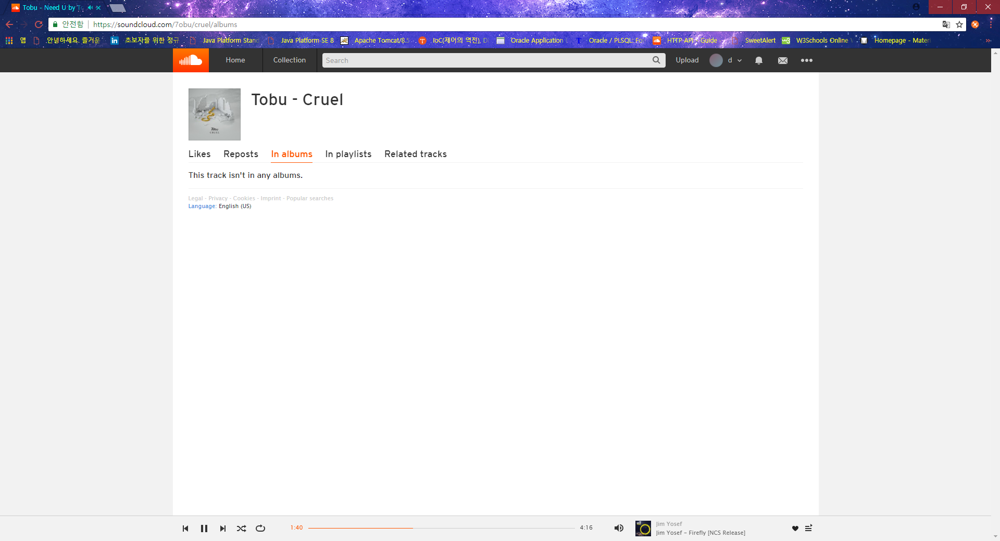 Tobu - Need U by To
안전함 https://soundcloud.com/7obu/cruel/albums
앱 안녕하세요. 즐거운 초보자를 위한 정규 Java Platform Stand Java Platform SE 8 Apache Tomcat/8.5 IoC(제어의 역전), D Oracle Application Oracle / PLSQL: HTTP API - Guide SweetAlert W3Schools Online Homepage - Mater
Home Collection Search Upload d
Tobu - Cruel
7obu
CRUEL
Likes Reposts In albums In playlists Related tracks
This track isn't in any albums.
Legal - Privacy - Cookies - Imprint - Popular searches
Language: English (US)
1:40 4:16
Jim Yosef
Jim Yosef – Firefly [NCS Release]